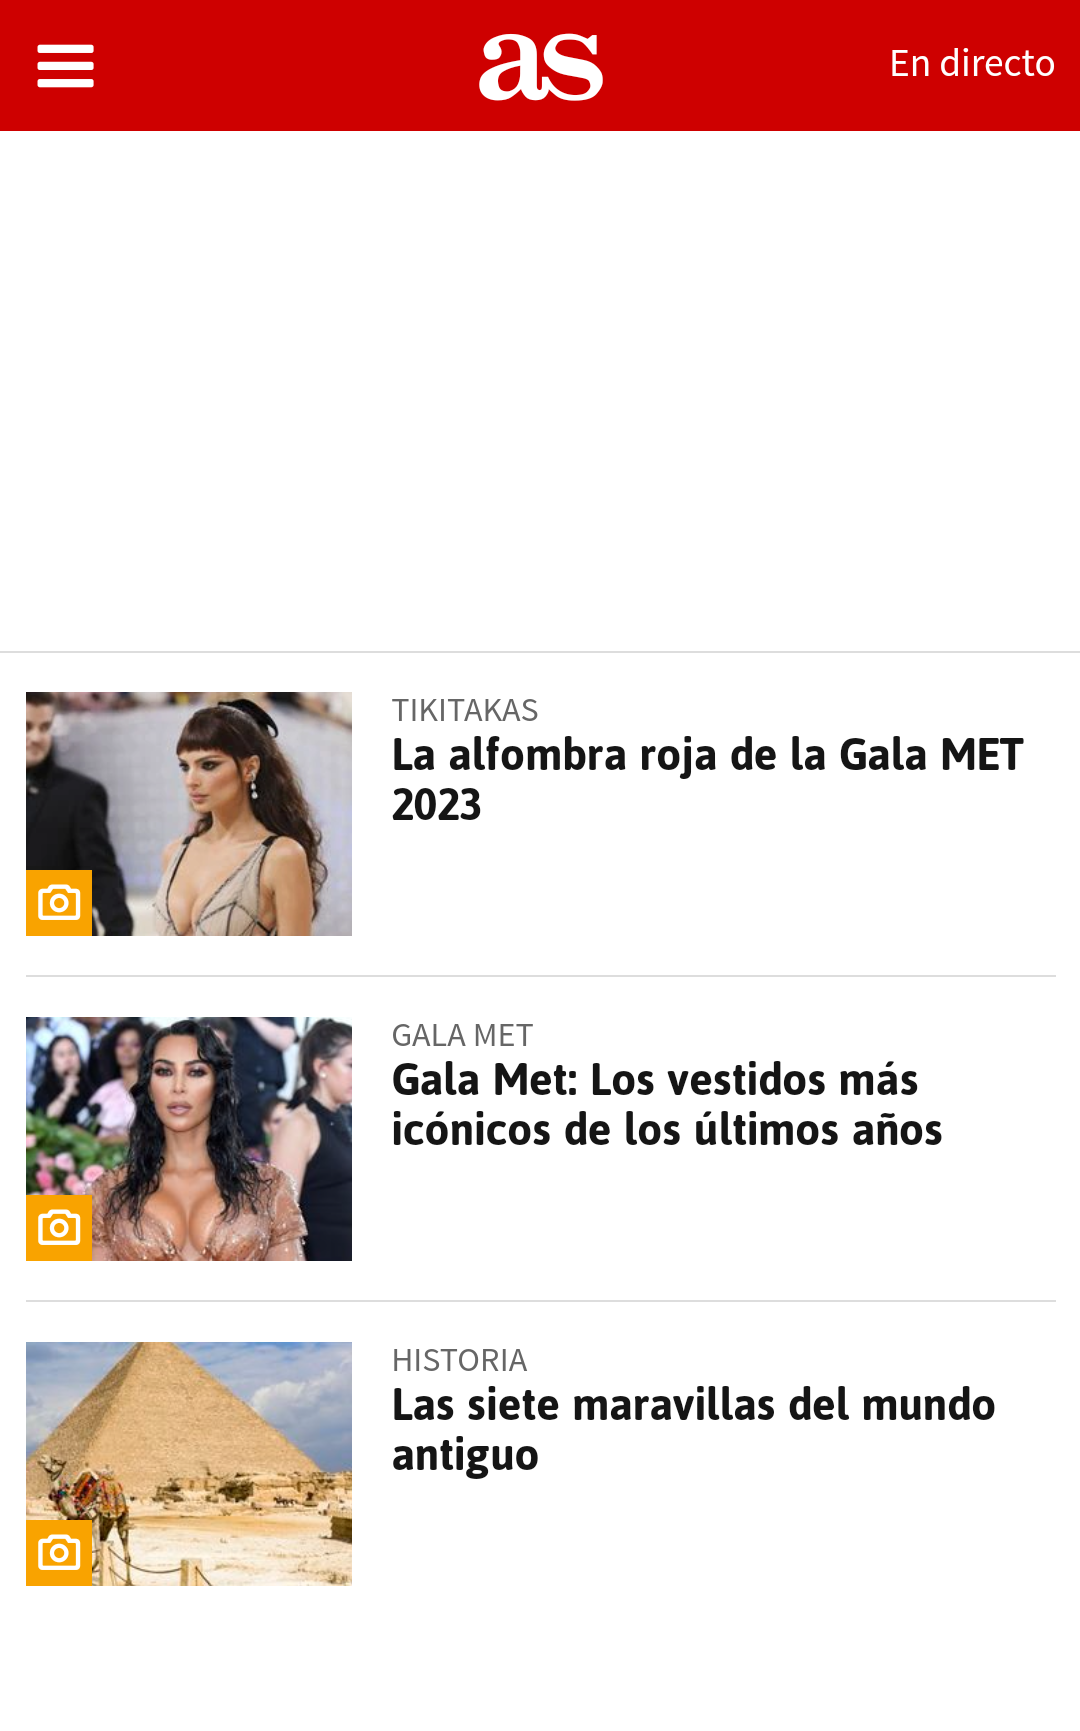 as
En directo
TIKITAKAS
La alfombra roja de la Gala MET
2023
GALA MET
Gala Met: Los vestidos más
icónicos de los últimos años
HISTORIA
Las siete maravillas del mundo
antiguo